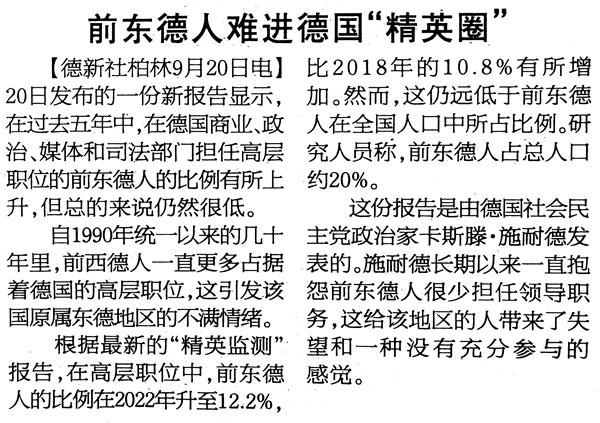 前东德人难进德国“精英圈”
【德新社柏林9月20日电】
20日发布的一份新报告显示，
在过去五年中，在德国商业、政
治、媒体和司法部门担任高层
职位的前东德人的比例有所上
升，但总的来说仍然很低。
自1990年统一以来的几十
年里，前西德人一直更多占据
着德国的高层职位，这引发该
国原属东德地区的不满情绪。
根据最新的“精英监测”
报告，在高层职位中，前东德
人的比例在2022年升至12.2%，
比2018年的10.8%有所增
加。然而，这仍远低于前东德
人在全国人口中所占比例。研
究人员称，前东德人占总人口
约20%。
这份报告是由德国社会民
主党政治家卡斯滕·施耐德发
表的。施耐德长期以来一直抱
怨前东德人很少担任领导职
务，这给该地区的人带来了失
望和一种没有充分参与的
感觉。